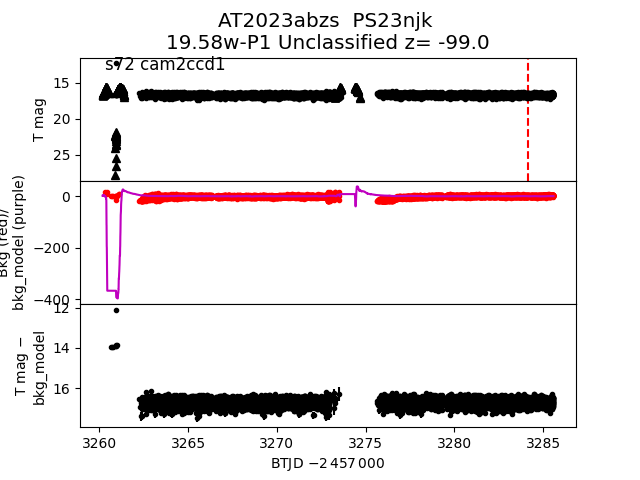 AT2023abzs  PS23njk
19.58w-P1 Unclassified z= -99.0
s72 cam2ccd1
15
20
25
T mag
0
−200
−400
Bkg (red)/
bkg_model (purple)
12
14
16
T mag −
bkg_model
3260 3265 3270 3275 3280 3285
BTJD −2 457 000